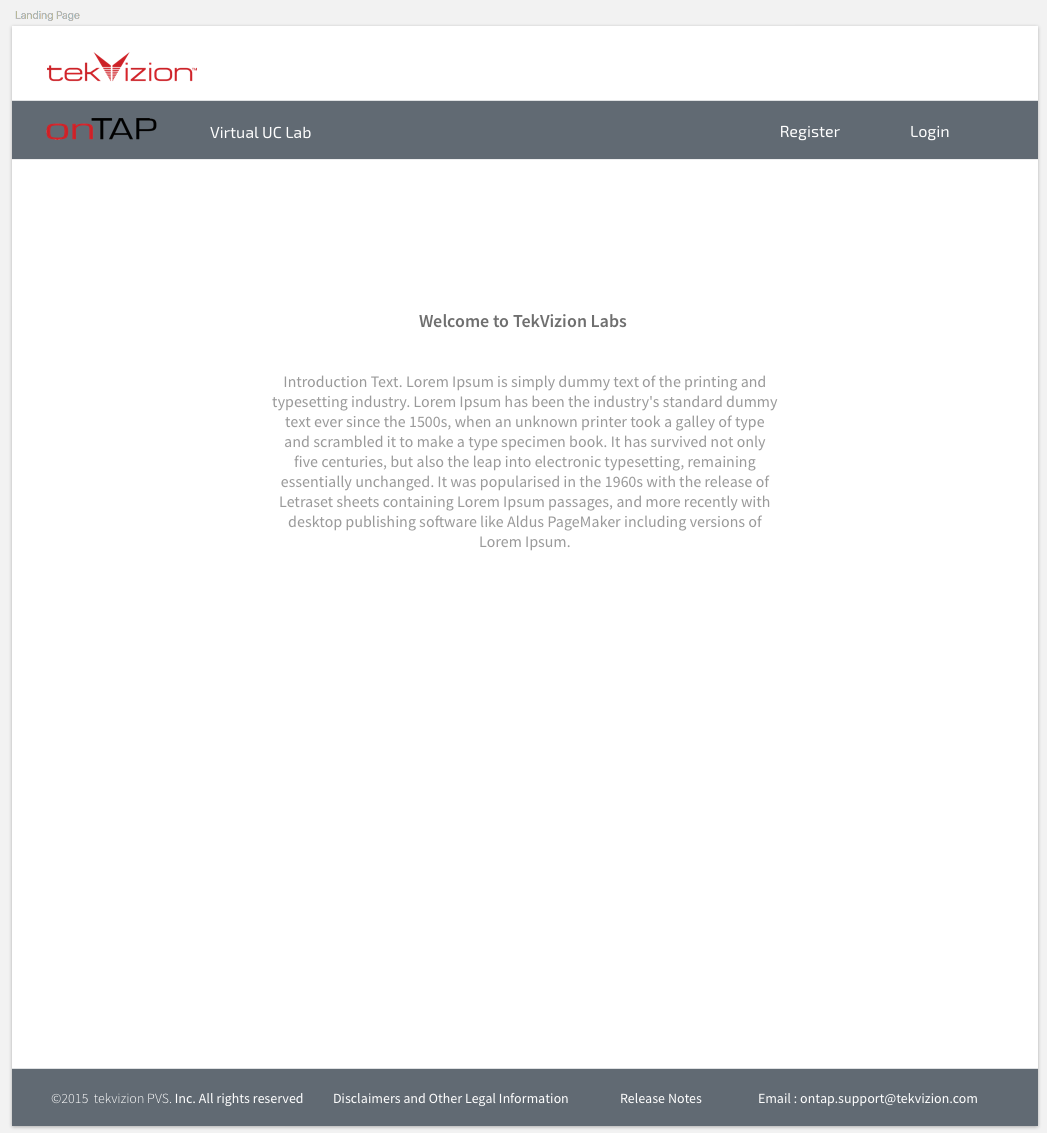 Landing Page
tekVizion™
onTAP Virtual UC Lab Register Login
Welcome to TekVizion Labs
Introduction Text. Lorem Ipsum is simply dummy text of the printing and
typesetting industry. Lorem Ipsum has been the industry's standard dummy
text ever since the 1500s, when an unknown printer took a galley of type
and scrambled it to make a type specimen book. It has survived not only
five centuries, but also the leap into electronic typesetting, remaining
essentially unchanged. It was popularised in the 1960s with the release of
Letraset sheets containing Lorem Ipsum passages, and more recently with
desktop publishing software like Aldus PageMaker including versions of
Lorem Ipsum.
©2015 tekvizion PVS. Inc. All rights reserved Disclaimers and Other Legal Information Release Notes Email : ontap.support@tekvizion.com